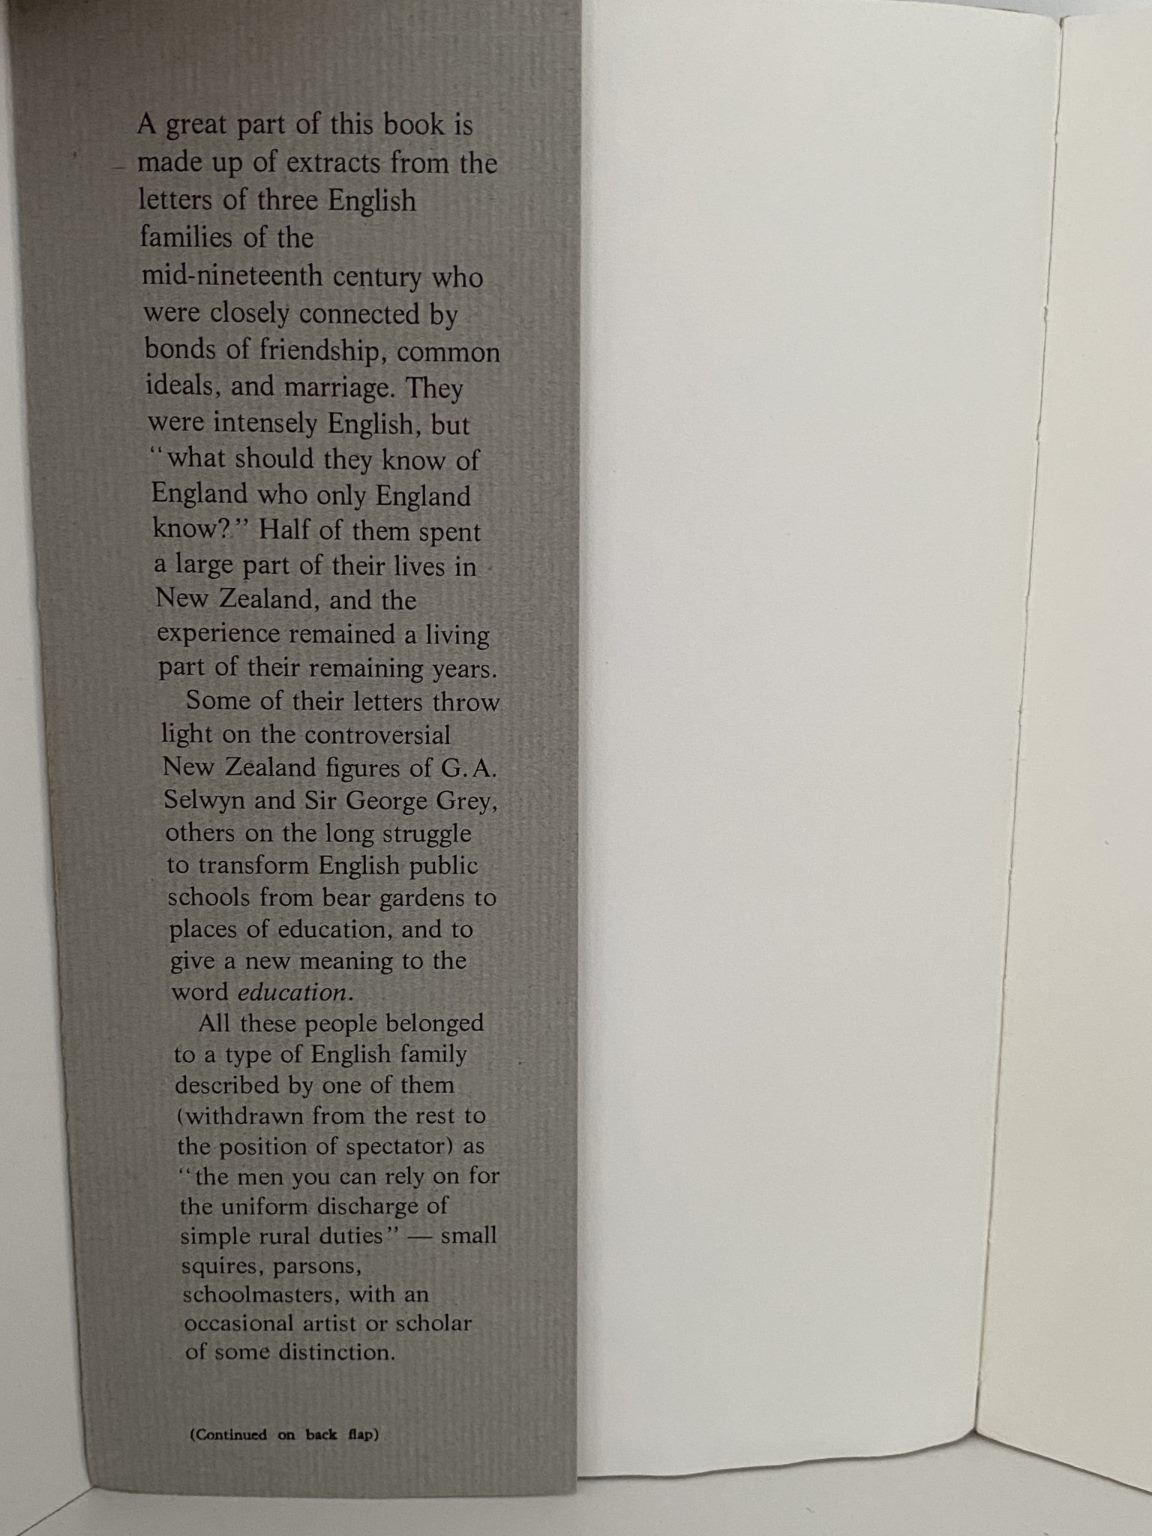 A great part of this book is
made up of extracts from the
letters of three English
families of the
mid-nineteenth century who
were closely connected by
bonds of friendship, common
ideals, and marriage. They
were intensely English, but
“what should they know of
England who only England
know?” Half of them spent
a large part of their lives in
New Zealand, and the
experience remained a living
part of their remaining years.
Some of their letters throw
light on the controversial
New Zealand figures of G. A.
Selwyn and Sir George Grey,
others on the long struggle
to transform English public
schools from bear gardens to
places of education, and to
give a new meaning to the
word education.
All these people belonged
to a type of English family
described by one of them
(withdrawn from the rest to
the position of spectator) as
“the men you can rely on for
the uniform discharge of
simple rural duties” — small
squires, parsons,
schoolmasters, with an
occasional artist or scholar
of some distinction.
(Continued on back flap)